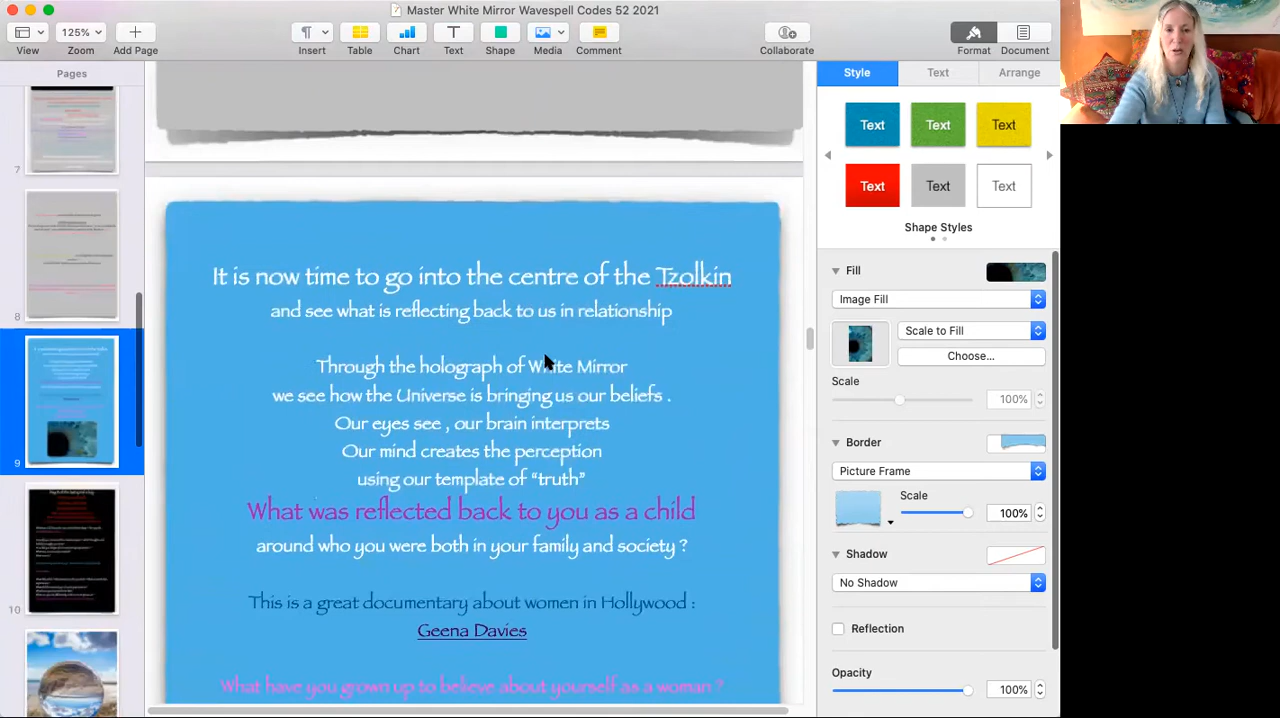 Master White Mirror Wavespell Codes 52 2021
125%
View
Zoom
Add Page
Insert
Table
Chart
Text
Shape
Media
Comment
Collaborate
Format
Document
Pages
7
8
9
10
It is now time to go into the centre of the Tzolkin
and see what is reflecting back to us in relationship
Through the holograph of White Mirror
we see how the Universe is bringing us our beliefs .
Our eyes see , our brain interprets
Our mind creates the perception
using our template of “truth”
What was reflected back to you as a child
around who you were both in your family and society ?
This is a great documentary about women in Hollywood :
Geena Davies
What have you grown up to believe about yourself as a woman ?
Style
Text
Arrange
Text
Text
Text
Text
Text
Text
Shape Styles
Fill
Image Fill
Scale to Fill
Choose...
Scale
100%
Border
Picture Frame
Scale
100%
Shadow
No Shadow
Reflection
Opacity
100%